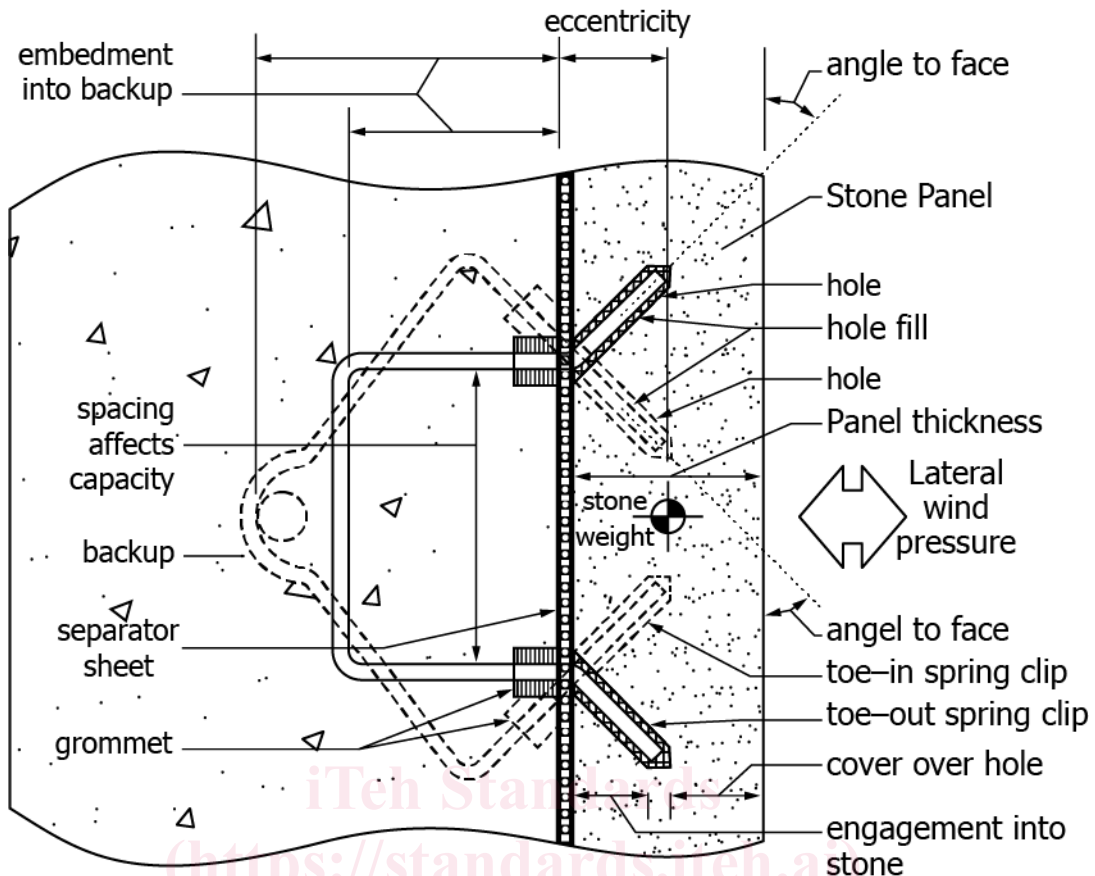 eccentricity
embedment
into backup
angle to face
Stone Panel
hole
hole fill
hole
spacing
affects
capacity
Panel thickness
stone
weight
Lateral
wind
pressure
backup
separator
sheet
angel to face
toe–in spring clip
toe–out spring clip
grommet
cover over hole
engagement into
stone
iTeh Standards
(https://standards.iteh.ai)